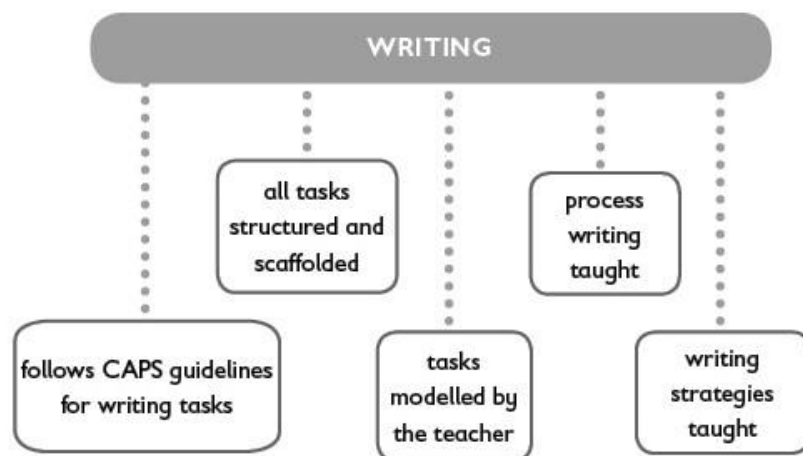 WRITING
all tasks
structured and
scaffolded
process
writing
taught
follows CAPS guidelines
for writing tasks
tasks
modelled by
the teacher
writing
strategies
taught